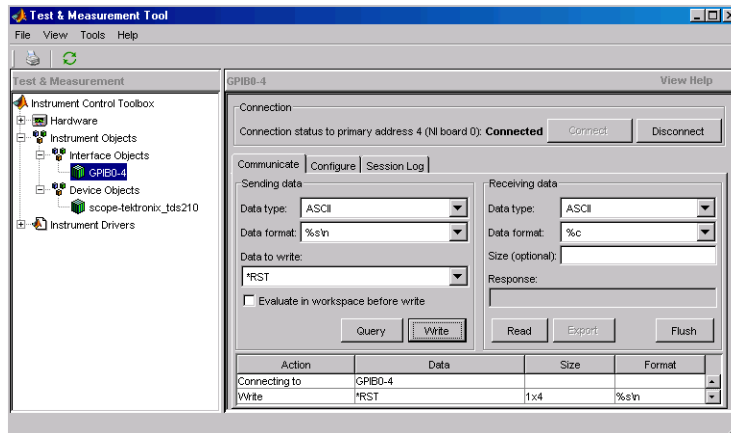 Test & Measurement Tool
File View Tools Help
Test & Measurement
Instrument Control Toolbox
Hardware
Instrument Objects
Interface Objects
GPIB0-4
Device Objects
scope-tektronix_tds210
Instrument Drivers
GPIB0-4 View Help
Connection
Connection status to primary address 4 (NI board 0): Connected Connect Disconnect
Communicate Configure Session Log
Sending data
Data type: ASCII
Data format: %s\n
Data to write:
*RST
Evaluate in workspace before write
Query Write
Receiving data
Data type: ASCII
Data format: %c
Size (optional):
Response:
Read Export Flush
Action Data Size Format
Connecting to GPIB0-4
Write *RST 1x4 %s\n